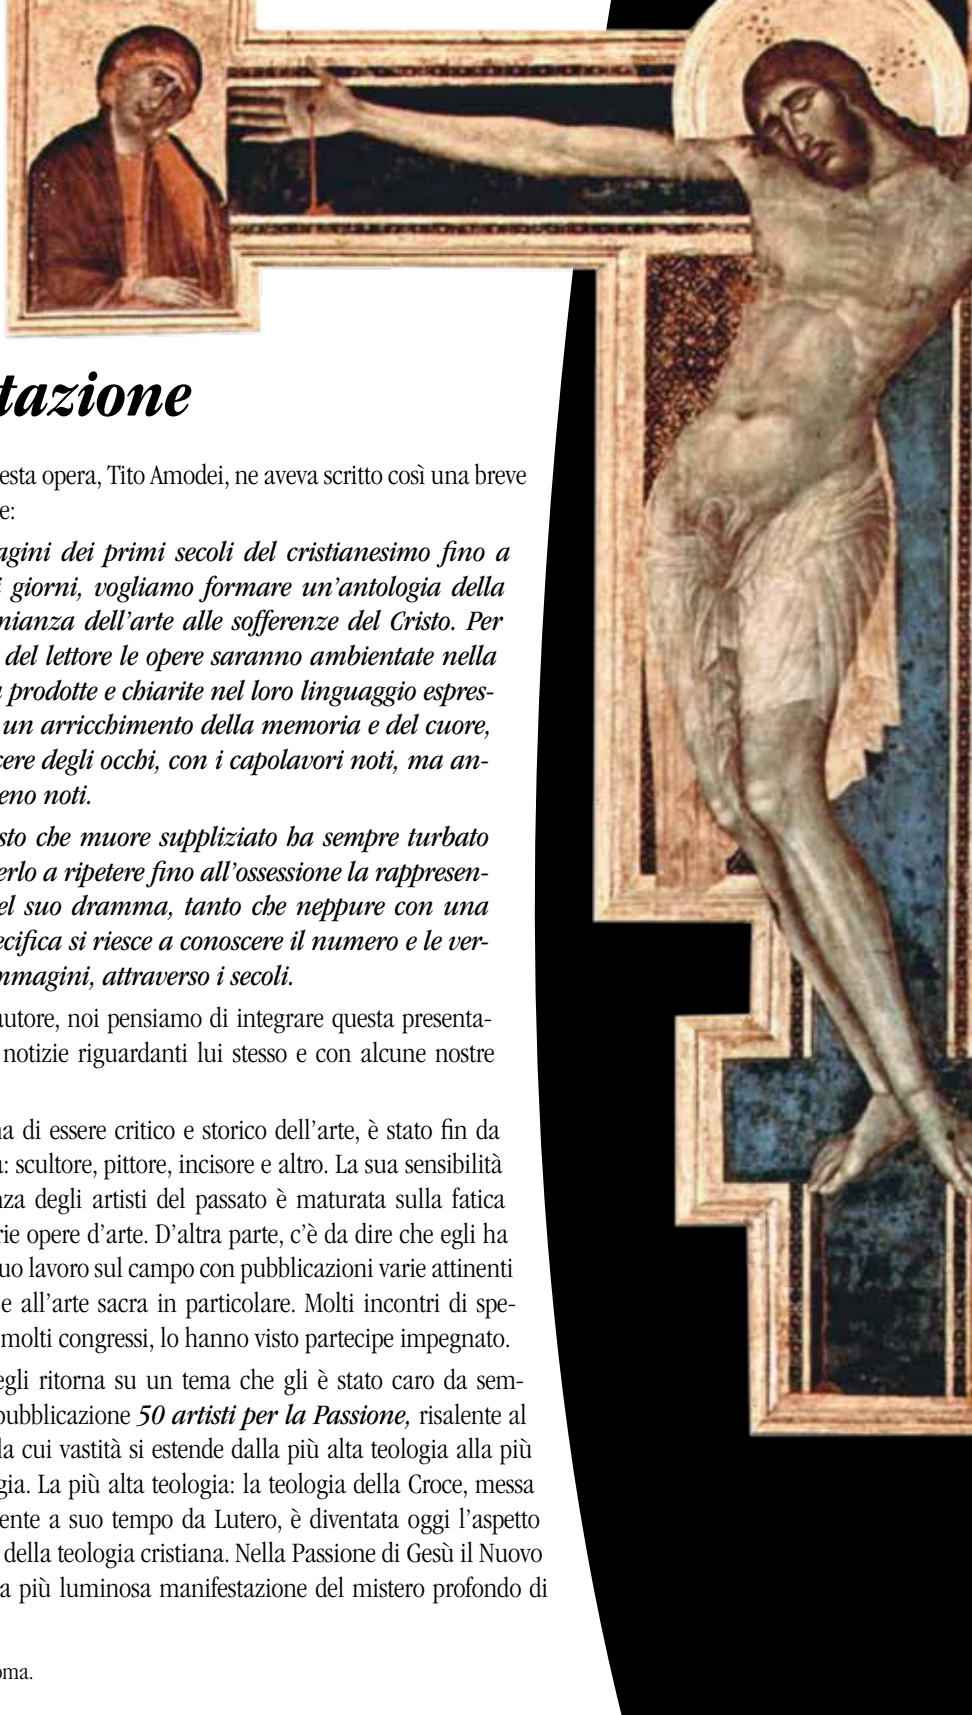 tazione
esta opera, Tito Amodei, ne aveva scritto così una breve
e:
agini dei primi secoli del cristianesimo fino a
i giorni, vogliamo formare un'antologia della
nianza dell'arte alle sofferenze del Cristo. Per
del lettore le opere saranno ambientate nella
a prodotte e chiarite nel loro linguaggio espres-
un arricchimento della memoria e del cuore,
cere degli occhi, con i capolavori noti, ma an-
eno noti.
sto che muore suppliziato ha sempre turbato
erlo a ripetere fino all'ossessione la rappresen-
el suo dramma, tanto che neppure con una
ecifica si riesce a conoscere il numero e le ver-
mmagini, attraverso i secoli.
autore, noi pensiamo di integrare questa presenta-
notizie riguardanti lui stesso e con alcune nostre
na di essere critico e storico dell'arte, è stato fin da
a: scultore, pittore, incisore e altro. La sua sensibilità
nza degli artisti del passato è maturata sulla fatica
rie opere d'arte. D'altra parte, c'è da dire che egli ha
uo lavoro sul campo con pubblicazioni varie attinenti
e all'arte sacra in particolare. Molti incontri di spe-
molti congressi, lo hanno visto partecipe impegnato.
egli ritorna su un tema che gli è stato caro da sem-
pubblicazione 50 artisti per la Passione, risalente al
la cui vastità si estende dalla più alta teologia alla più
gia. La più alta teologia: la teologia della Croce, messa
ente a suo tempo da Lutero, è diventata oggi l'aspetto
della teologia cristiana. Nella Passione di Gesù il Nuovo
a più luminosa manifestazione del mistero profondo di
oma.